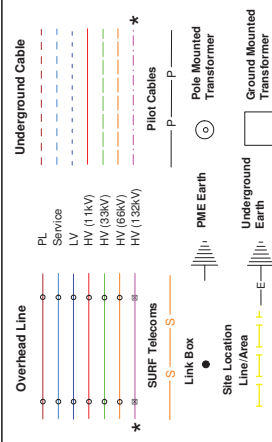 Overhead Line
Underground Cable
PL
Service
LV
HV (11kV)
HV (33kV)
HV (66kV)
HV (132kV)
*
*
SURF Telecoms
S
S
Pilot Cables
P
P
Link Box
PME Earth
Pole Mounted
Transformer
Site Location
Line/Area
E
Underground
Earth
Ground Mounted
Transformer